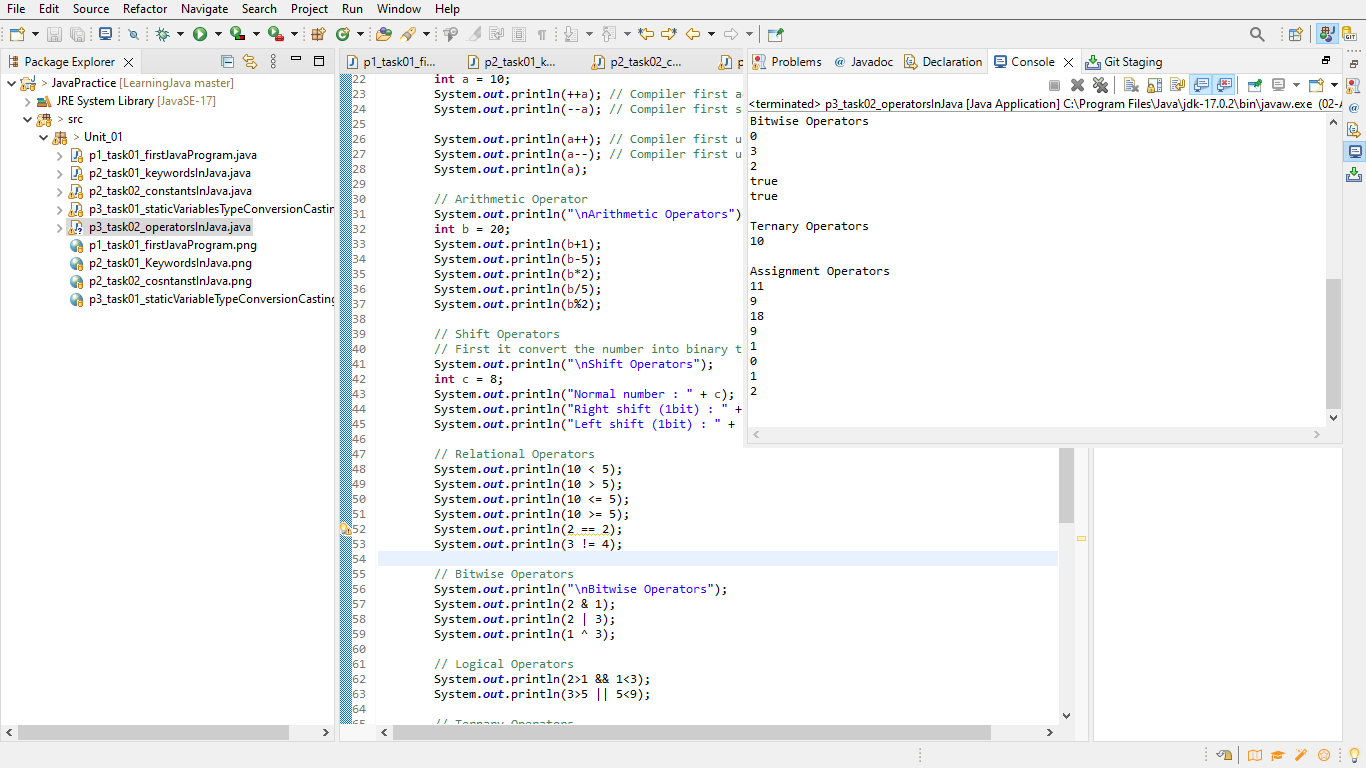 File Edit Source Refactor Navigate Search Project Run Window Help
Package Explorer
JavaPractice [LearningJava master]
JRE System Library [JavaSE-17]
src
Unit_01
p1_task01_firstJavaProgram.java
p2_task01_keywordsInJava.java
p2_task02_constantsInJava.java
p3_task01_staticVariablesTypeConversionCastin
p3_task02_operatorsInJava.java
p1_task01_firstJavaProgram.png
p2_task01_KeywordsInJava.png
p2_task02_cosntanstInJava.png
p3_task01_staticVariableTypeConversionCasting
p1_task01_fi... p2_task01_k... p2_task02_c...
22 int a = 10;
23 System.out.println(++a); // Compiler first a
24 System.out.println(--a); // Compiler first s
25
26 System.out.println(a++); // Compiler first u
27 System.out.println(a--); // Compiler first u
28 System.out.println(a);
29
30 // Arithmetic Operator
31 System.out.println("\nArithmetic Operators")
32 int b = 20;
33 System.out.println(b+1);
34 System.out.println(b-5);
35 System.out.println(b*2);
36 System.out.println(b/5);
37 System.out.println(b%2);
38
39 // Shift Operators
40 // First it convert the number into binary t
41 System.out.println("\nShift Operators");
42 int c = 8;
43 System.out.println("Normal number : " + c);
44 System.out.println("Right shift (1bit) : " +
45 System.out.println("Left shift (1bit) : " +
46
47 // Relational Operators
48 System.out.println(10 < 5);
49 System.out.println(10 > 5);
50 System.out.println(10 <= 5);
51 System.out.println(10 >= 5);
52 System.out.println(2 == 2);
53 System.out.println(3 != 4);
54
55 // Bitwise Operators
56 System.out.println("\nBitwise Operators");
57 System.out.println(2 & 1);
58 System.out.println(2 | 3);
59 System.out.println(1 ^ 3);
60
61 // Logical Operators
62 System.out.println(2>1 && 1<3);
63 System.out.println(3>5 || 5<9);
64
65 // Ternary Operators
Problems @ Javadoc Declaration Console Git Staging
<terminated> p3_task02_operatorsInJava [Java Application] C:\Program Files\Java\jdk-17.0.2\bin\javaw.exe (02-A
Bitwise Operators
0
3
2
true
true
Ternary Operators
10
Assignment Operators
11
9
18
9
1
0
1
2